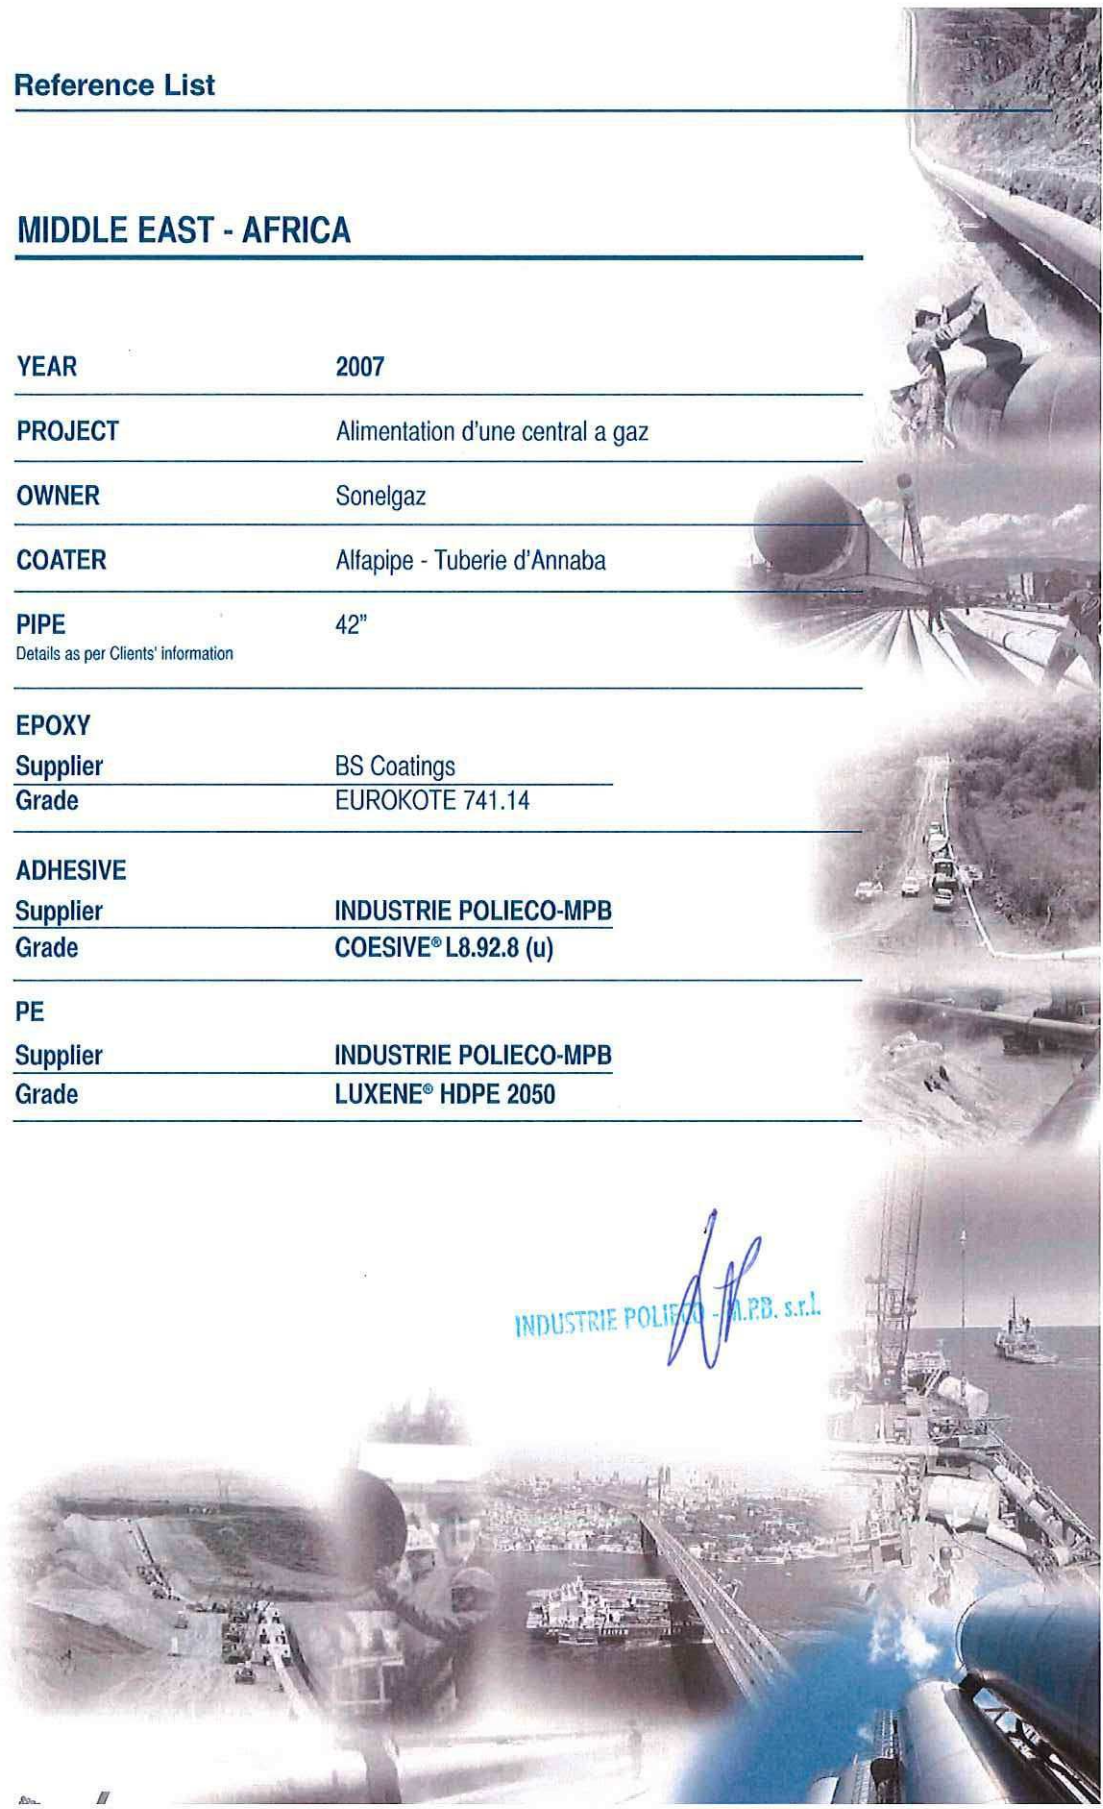 Reference List
MIDDLE EAST - AFRICA
YEAR 2007
PROJECT Alimentation d'une central a gaz
OWNER Sonelgaz
COATER Alfapipe - Tuberie d'Annaba
PIPE 42"
Details as per Clients' information
EPOXY
Supplier BS Coatings
Grade EUROKOTE 741.14
ADHESIVE
Supplier INDUSTRIE POLIECO-MPB
Grade COESIVE® L8.92.8 (u)
PE
Supplier INDUSTRIE POLIECO-MPB
Grade LUXENE® HDPE 2050
INDUSTRIE POLIECO - M.P.B. s.r.l.